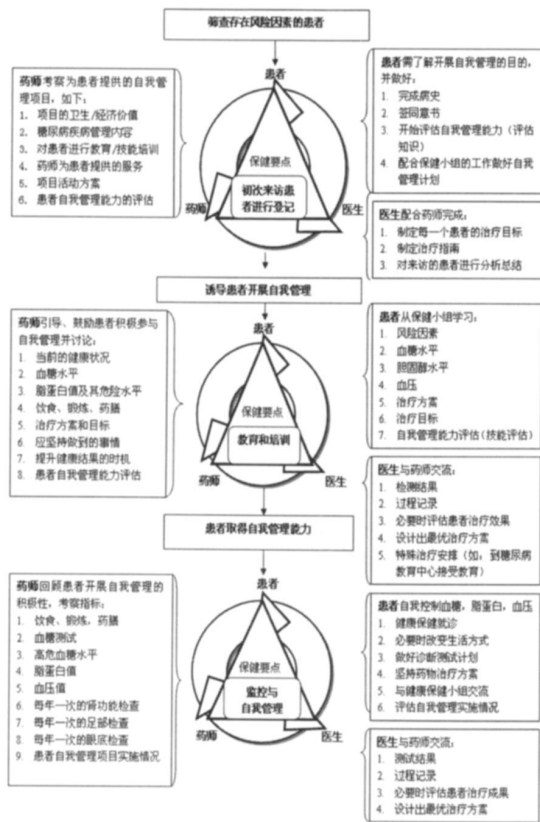 筛查存在风险因素的患者
患者
药师考察为患者提供的自我管
理项目，如下：
1. 项目的卫生/经济价值
2. 糖尿病疾病管理内容
3. 对患者进行教育/技能培训
4. 药师为患者提供的服务
5. 项目活动方案
6. 患者自我管理能力的评估
保健要点
初次来访患
者进行登记
药师
医生
患者需了解开展自我管理的目的，
并做好：
1. 完成病史
2. 签同意书
3. 开始评估自我管理能力（评估
知识）
4. 配合保健小组的工作做好自我
管理计划
医生配合药师完成：
1. 制定每一个患者的治疗目标
2. 制定治疗指南
3. 对来访的患者进行分析总结
诱导患者开展自我管理
患者
药师引导、鼓励患者积极参与
自我管理并讨论：
1. 当前的健康状况
2. 血糖水平
3. 脂蛋白值及其危险水平
4. 饮食、锻炼、药膳
5. 治疗方案和目标
6. 应坚持做到的事情
7. 提升健康结果的时机
8. 患者自我管理能力评估
保健要点
教育和培训
药师
医生
患者从保健小组学习：
1. 风险因素
2. 血糖水平
3. 胆固醇水平
4. 血压
5. 治疗方案
6. 治疗目标
7. 自我管理能力评估（技能评估）
医生与药师交流：
1. 检测结果
2. 过程记录
3. 必要时评估患者治疗效果
4. 设计出最优治疗方案
5. 特殊治疗安排（如，到糖尿病
教育中心接受教育）
患者取得自我管理能力
患者
药师回顾患者开展自我管理的
积极性，考察指标：
1. 饮食、锻炼，药膳
2. 血糖测试
3. 高危血糖水平
4. 脂蛋白值
5. 血压值
6. 每年一次的肾功能检查
7. 每年一次的足部检查
8. 每年一次的眼底检查
9. 患者自我管理项目实施情况
保健要点
监控与
自我管理
药师
医生
患者自我控制血糖，脂蛋白，血压
1. 健康保健就诊
2. 必要时改变生活方式
3. 做好诊断测试计划
4. 坚持药物治疗方案
5. 与健康保健小组交流
6. 评估自我管理实施情况
医生与药师交流：
1. 测试结果
2. 过程记录
3. 必要时评估患者治疗成果
4. 设计出最优治疗方案